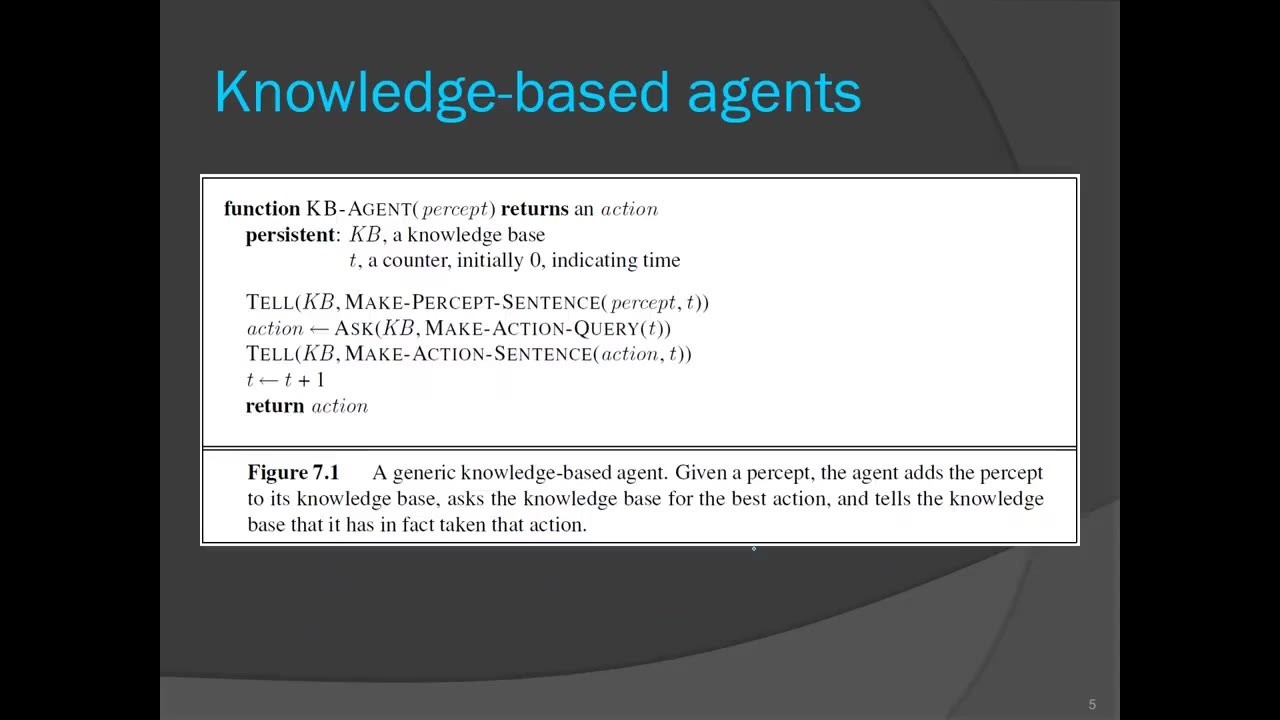 Knowledge-based agents
function KB-AGENT(percept) returns an action
persistent: KB, a knowledge base
t, a counter, initially 0, indicating time
TELL(KB, MAKE-PERCEPT-SENTENCE(percept, t))
action ← ASK(KB, MAKE-ACTION-QUERY(t))
TELL(KB, MAKE-ACTION-SENTENCE(action, t))
t ← t + 1
return action
Figure 7.1 A generic knowledge-based agent. Given a percept, the agent adds the percept
to its knowledge base, asks the knowledge base for the best action, and tells the knowledge
base that it has in fact taken that action.
5